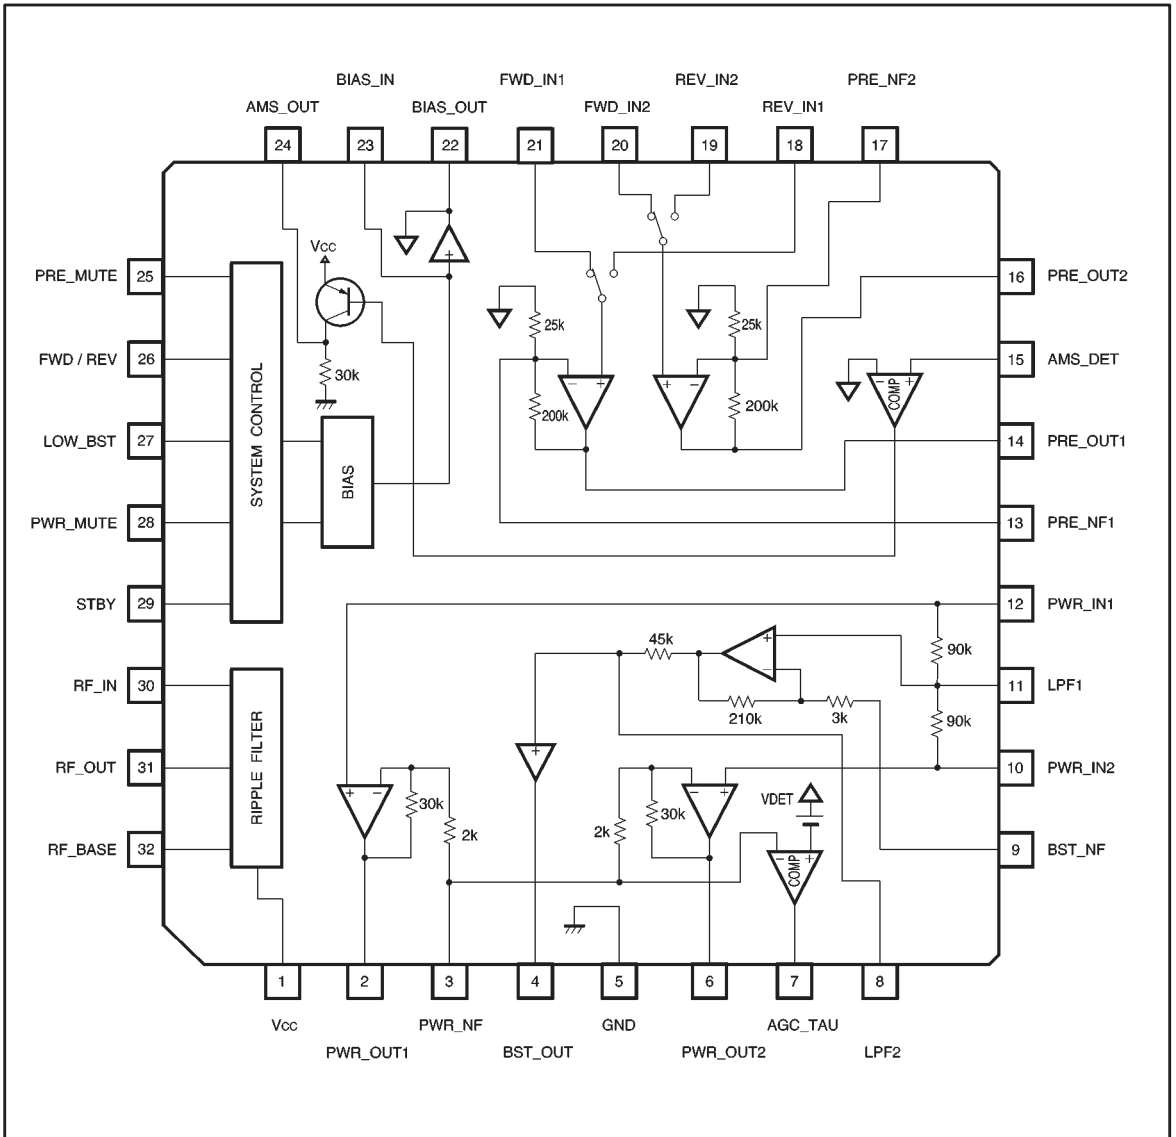 BIAS_IN FWD_IN1 REV_IN2 PRE_NF2
AMS_OUT BIAS_OUT FWD_IN2 REV_IN1
24 23 22 21 20 19 18 17
Vcc
+
PRE_MUTE 25
16 PRE_OUT2
25k 25k
FWD / REV 26
15 AMS_DET
30k
− + + − − +
COMP
200k 200k
SYSTEM CONTROL
LOW_BST 27
14 PRE_OUT1
BIAS
PWR_MUTE 28
13 PRE_NF1
STBY 29
12 PWR_IN1
45k + 90k
−
RF_IN 30
11 LPF1
210k 3k 90k
RIPPLE FILTER
+
RF_OUT 31
10 PWR_IN2
+ − − +
30k 30k VDET
2k 2k
RF_BASE 32
− +
COMP
9 BST_NF
1 2 3 4 5 6 7 8
Vcc PWR_NF GND AGC_TAU
PWR_OUT1 BST_OUT PWR_OUT2 LPF2